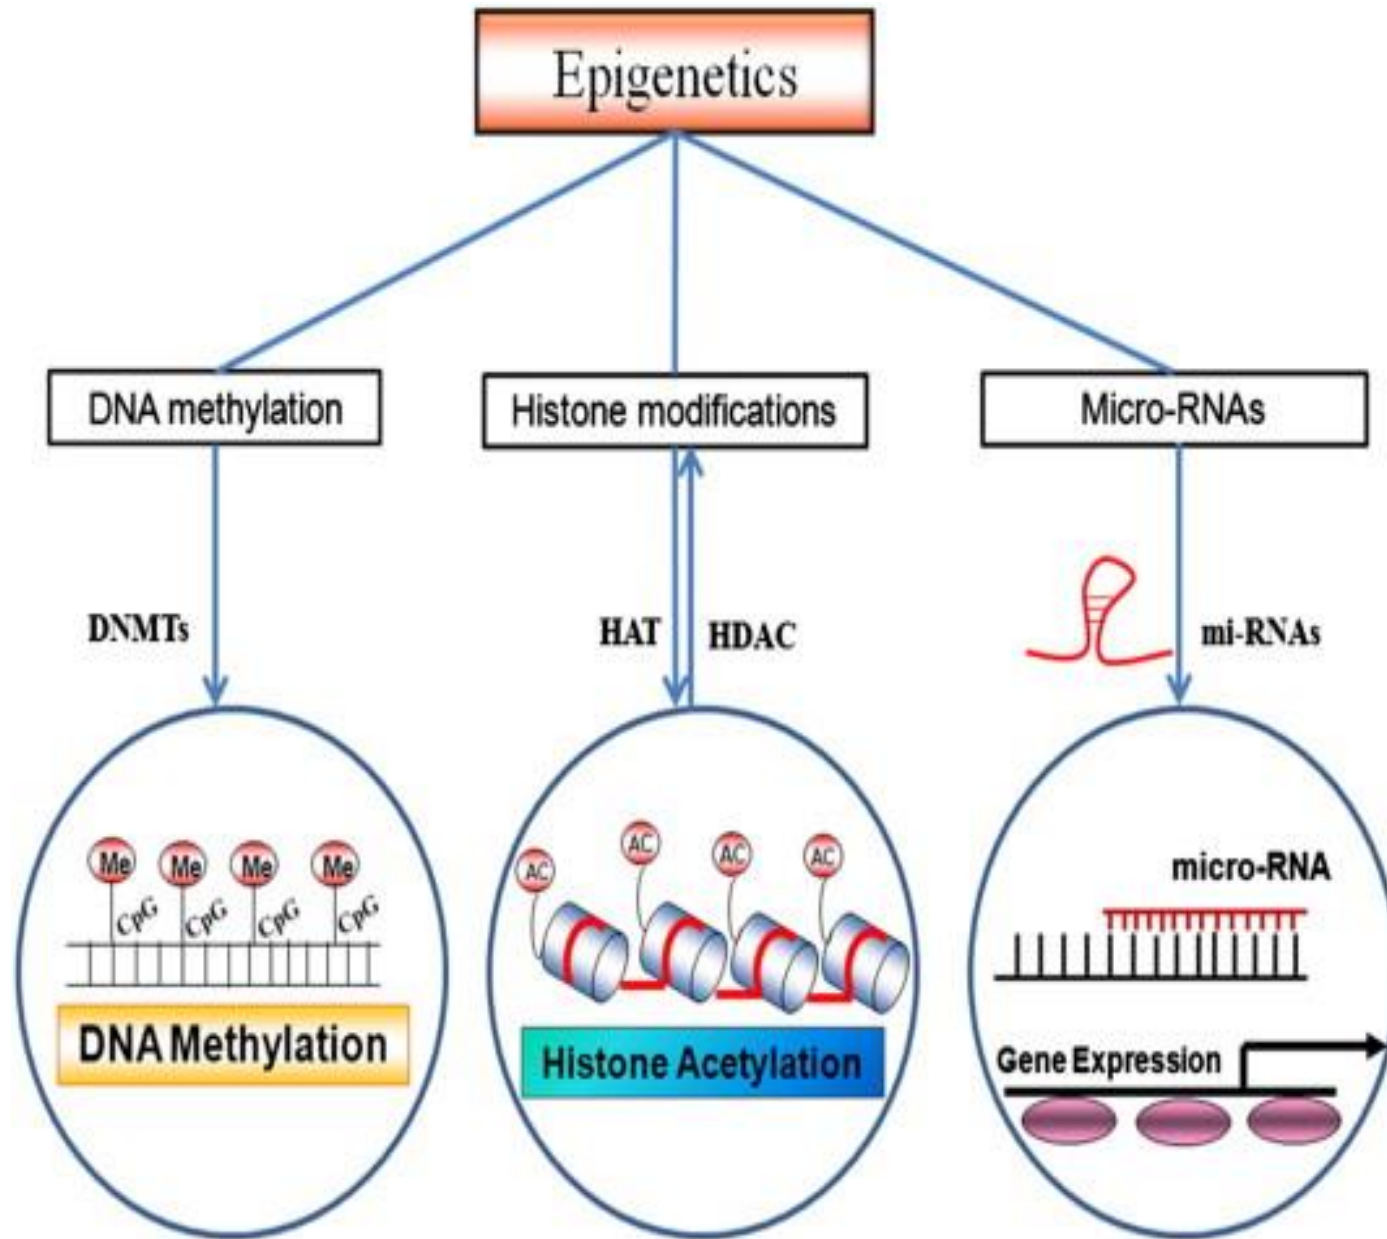 Epigenetics
DNA methylation
Histone modifications
Micro-RNAs
DNMTs
HAT
HDAC
mi-RNAs
Me
Me
Me
Me
CpG
CpG
CpG
CpG
DNA Methylation
AC
AC
AC
AC
Histone Acetylation
micro-RNA
Gene Expression